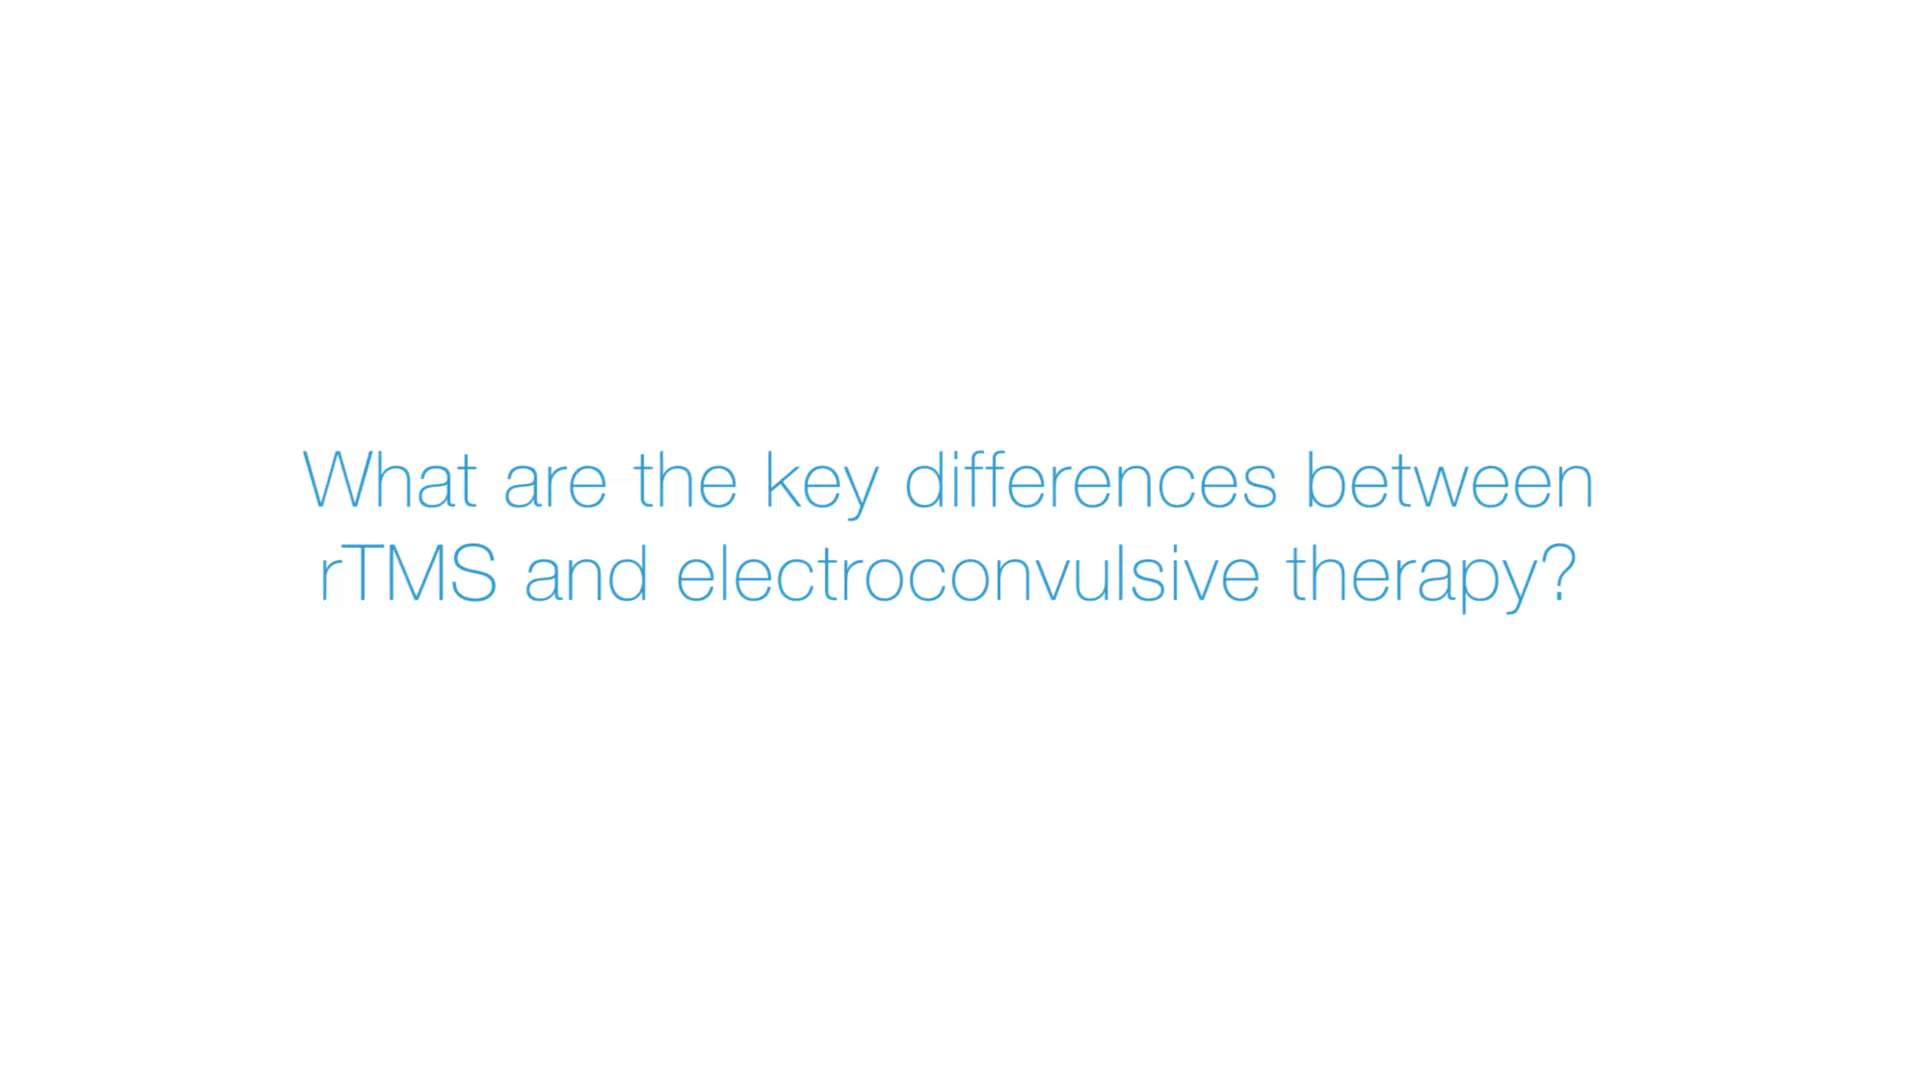 What are the key differences between
rTMS and electroconvulsive therapy?